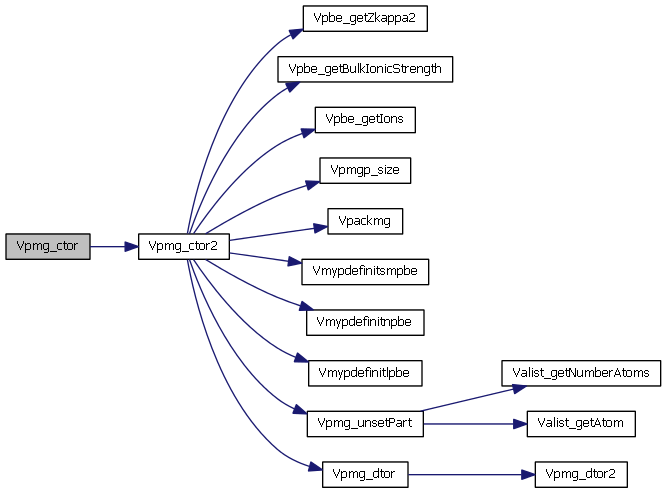 Vpbe_getZkappa2
Vpbe_getBulkIonicStrength
Vpbe_getIons
Vpmgp_size
Vpackmg
Vpmg_ctor
Vpmg_ctor2
Vmypdefinitsmpbe
Vmypdefinitnpbe
Vmypdefinitlpbe
Valist_getNumberAtoms
Vpmg_unsetPart
Valist_getAtom
Vpmg_dtor
Vpmg_dtor2